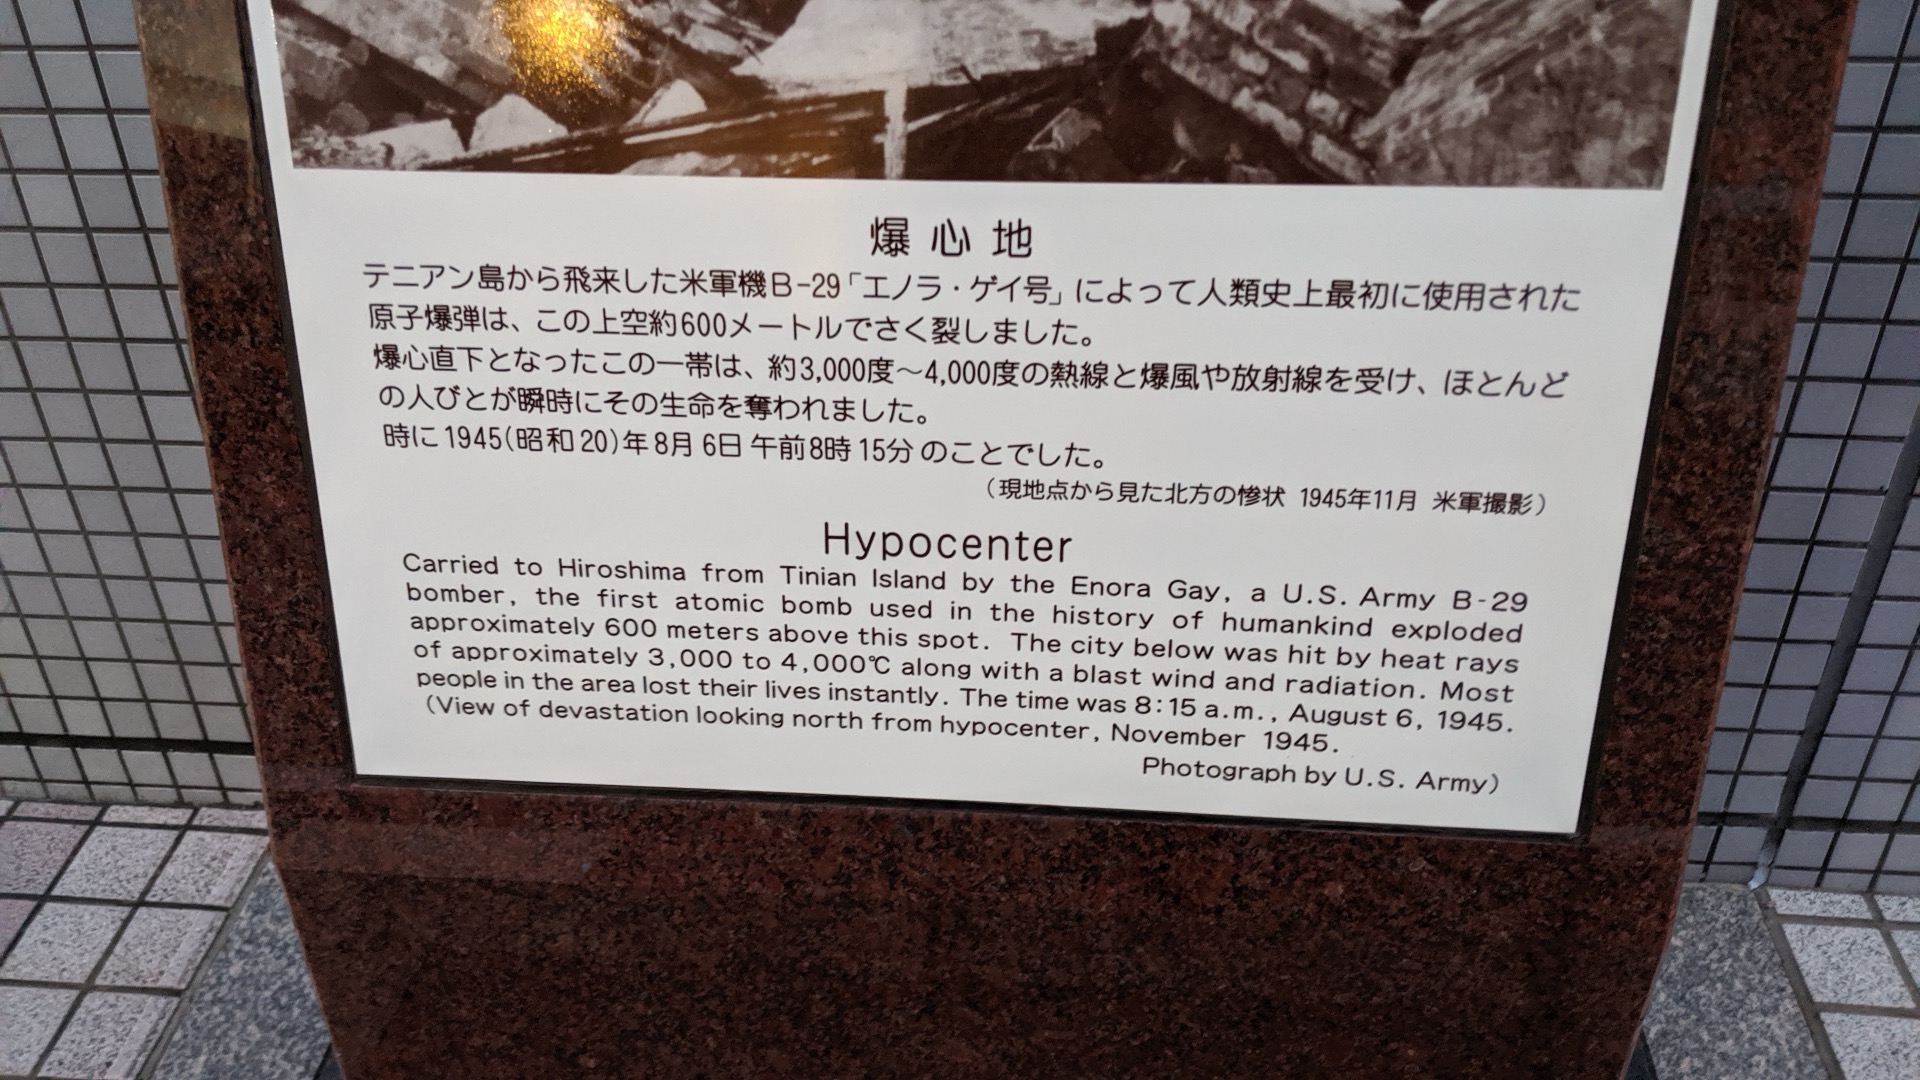 爆心地
テニアン島から飛来した米軍機B-29「エノラ・ゲイ号」によって人類史上最初に使用された
原子爆弾は、この上空約600メートルでさく裂しました。
爆心直下となったこの一帯は、約3,000度～4,000度の熱線と爆風や放射線を受け、ほとんど
の人びとが瞬時にその生命を奪われました。
時に1945(昭和20)年8月6日午前8時15分のことでした。
（現地点から見た北方の惨状 1945年11月 米軍撮影）
Hypocenter
Carried to Hiroshima from Tinian Island by the Enora Gay, a U.S. Army B-29
bomber, the first atomic bomb used in the history of humankind exploded
approximately 600 meters above this spot. The city below was hit by heat rays
of approximately 3,000 to 4,000℃ along with a blast wind and radiation. Most
people in the area lost their lives instantly. The time was 8:15 a.m., August 6, 1945.
(View of devastation looking north from hypocenter, November 1945.
Photograph by U.S. Army)